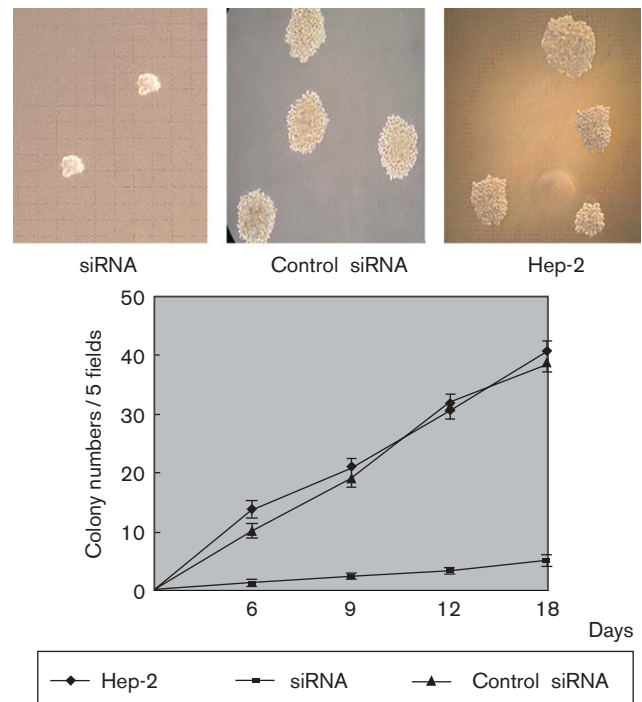 siRNA Control siRNA Hep-2
50
40
30
20
10
0
Colony numbers / 5 fields
6 9 12 18
Days
Hep-2 siRNA Control siRNA